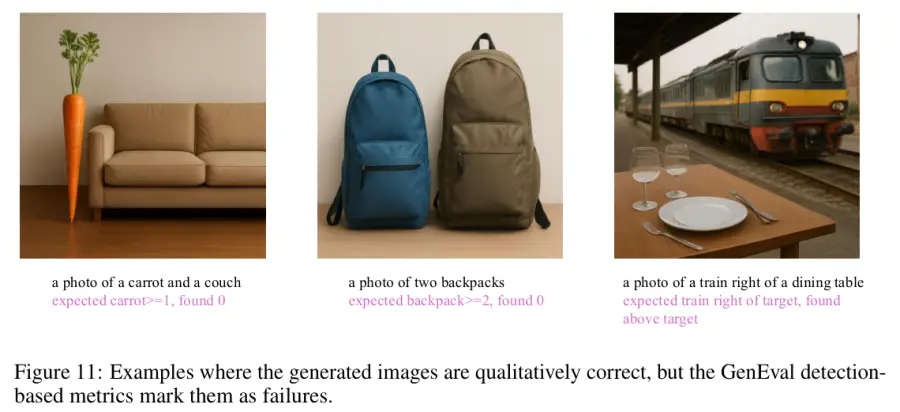 a photo of a carrot and a couch
expected carrot>=1, found 0
a photo of two backpacks
expected backpack>=2, found 0
a photo of a train right of a dining table
expected train right of target, found
above target
Figure 11: Examples where the generated images are qualitatively correct, but the GenEval detection-
based metrics mark them as failures.